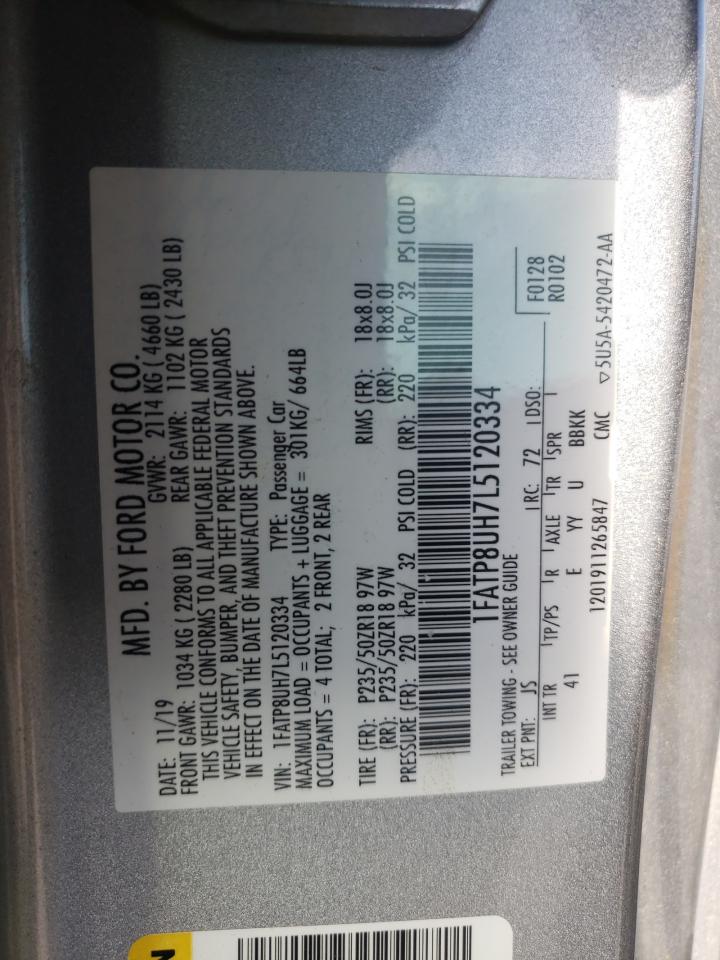 MFD. BY FORD MOTOR CO.
DATE: 11/19 GVWR: 2114 KG ( 4660 LB)
FRONT GAWR: 1034 KG ( 2280 LB) REAR GAWR: 1102 KG ( 2430 LB)
THIS VEHICLE CONFORMS TO ALL APPLICABLE FEDERAL MOTOR
VEHICLE SAFETY, BUMPER, AND THEFT PREVENTION STANDARDS
IN EFFECT ON THE DATE OF MANUFACTURE SHOWN ABOVE.
VIN: 1FATP8UH7L5120334 TYPE: Passenger Car
MAXIMUM LOAD = OCCUPANTS + LUGGAGE = 301KG/ 664LB
OCCUPANTS = 4 TOTAL; 2 FRONT, 2 REAR
TIRE (FR): P235/50ZR18 97W RIMS (FR): 18x8.0J
(RR): P235/50ZR18 97W (RR): 18x8.0J
PRESSURE (FR): 220 kPa/ 32 PSI COLD (RR): 220 kPa/ 32 PSI COLD
1FATP8UH7L5120334
TRAILER TOWING - SEE OWNER GUIDE
F0128
EXT PNT: JS RC: 72 DSO: R0102
INT TR TP/PS R AXLE TR SPR
41 E YY U BBKK
1201911265847 CMC ▽5U5A-5420472-AA
N